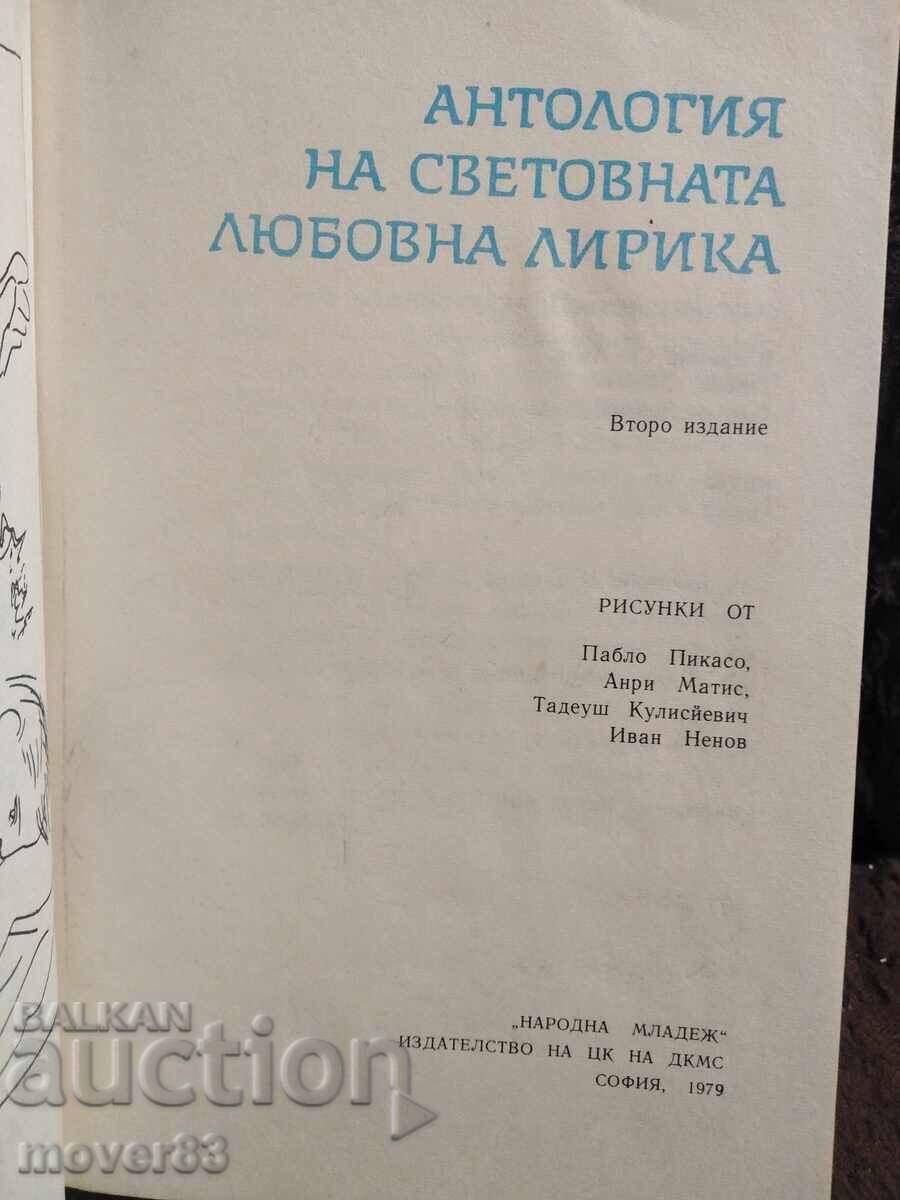 АНТОЛОГИЯ
НА СВЕТОВНАТА
ЛЮБОВНА ЛИРИКА
Второ издание
РИСУНКИ ОТ
Пабло Пикасо,
Анри Матис,
Тадеуш Кулисйевич
Иван Ненов
„НАРОДНА МЛАДЕЖ“
ИЗДАТЕЛСТВО НА ЦК НА ДКМС
СОФИЯ, 1979
BALKAN
auction
mover83